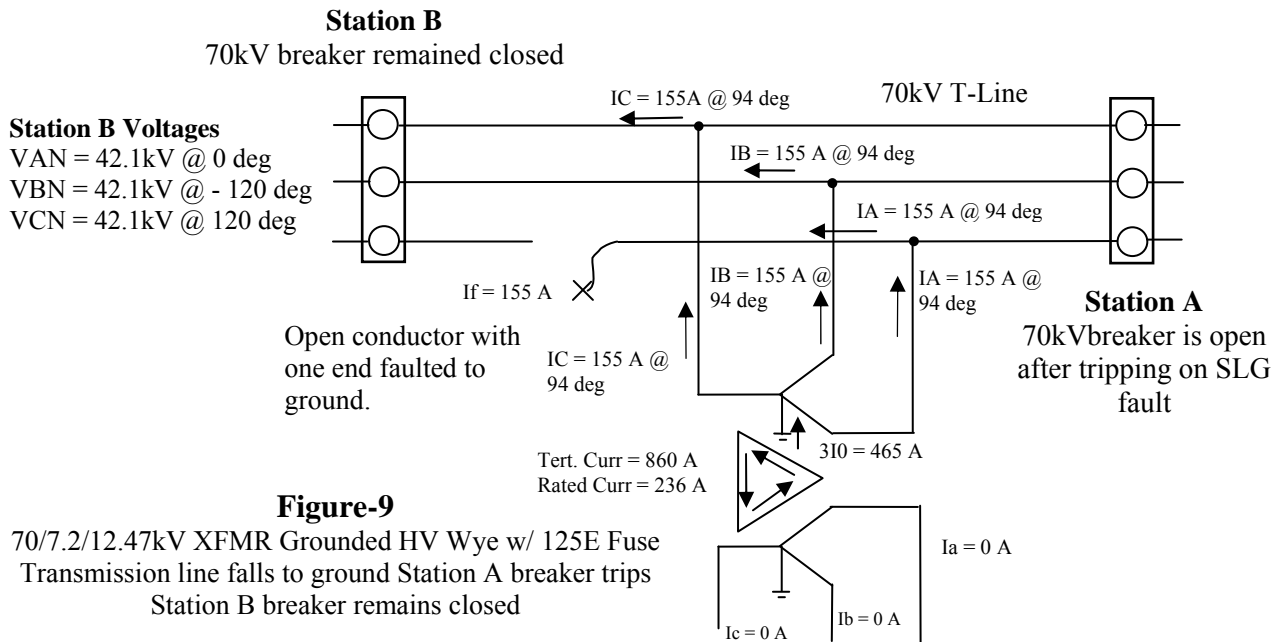 Station B
70kV breaker remained closed
Station B Voltages
VAN = 42.1kV @ 0 deg
VBN = 42.1kV @ - 120 deg
VCN = 42.1kV @ 120 deg
IC = 155A @ 94 deg
70kV T-Line
IB = 155 A @ 94 deg
IA = 155 A @ 94 deg
If = 155 A
IB = 155 A @
94 deg
IA = 155 A @
94 deg
Open conductor with
one end faulted to
ground.
IC = 155 A @
94 deg
Station A
70kVbreaker is open
after tripping on SLG
fault
3I0 = 465 A
Tert. Curr = 860 A
Rated Curr = 236 A
Figure-9
70/7.2/12.47kV XFMR Grounded HV Wye w/ 125E Fuse
Transmission line falls to ground Station A breaker trips
Station B breaker remains closed
Ia = 0 A
Ib = 0 A
Ic = 0 A